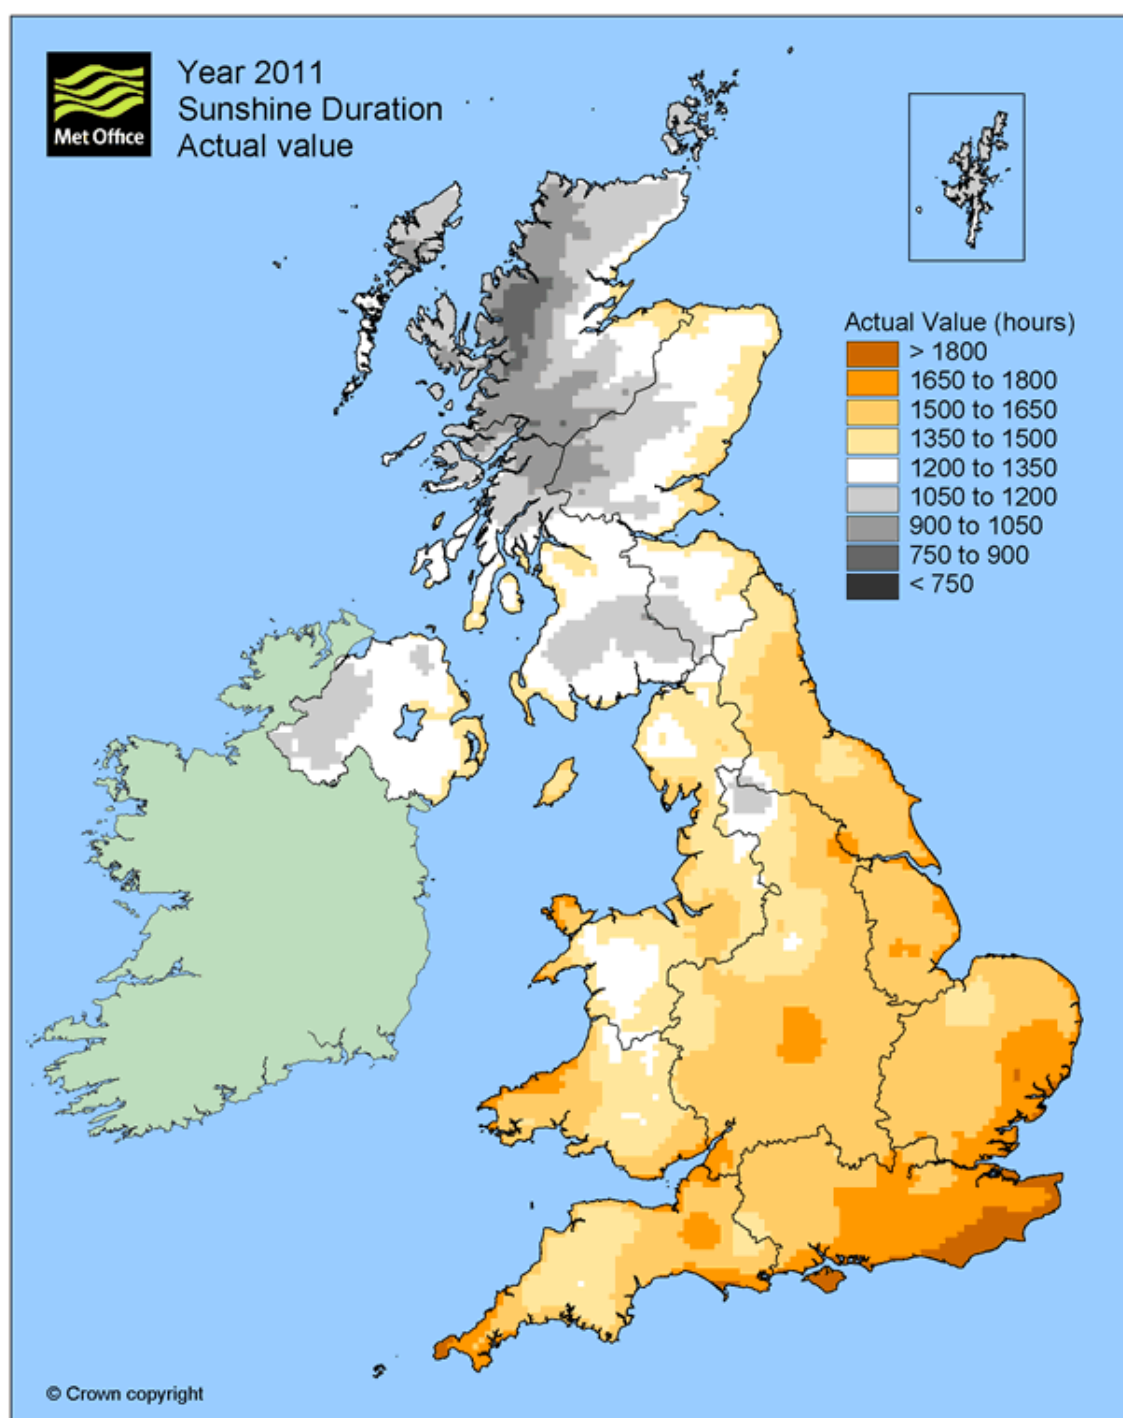 Year 2011
Sunshine Duration
Actual value
Met Office
Actual Value (hours)
> 1800
1650 to 1800
1500 to 1650
1350 to 1500
1200 to 1350
1050 to 1200
900 to 1050
750 to 900
< 750
© Crown copyright